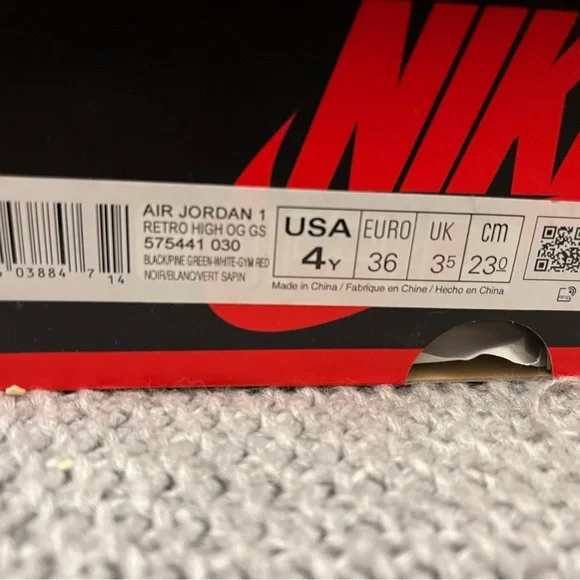 NIKE
03884 7 14
AIR JORDAN 1
RETRO HIGH OG GS
575441 030
BLACK/PINE GREEN-WHITE-GYM RED
NOIR/BLANC/VERT SAPIN
USA EURO UK cm
4Y 36 35 230
Made in China / Fabrique en Chine / Hecho en China